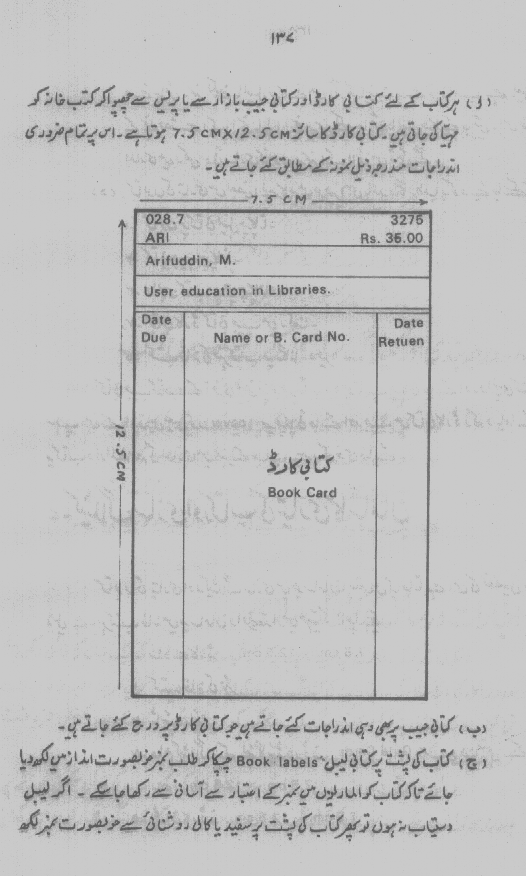 ۱۳۷
(ا) ہر کتاب کے لئے کتابی کارڈ اور کتابی جیب بازار سے یا پریس سے چھپوا کر کتب خانہ کو
مہیا کی جاتی ہیں۔ کتابی کارڈ کا سائز 7.5CMX12.5CM ہوتا ہے۔ اس پر تمام ضروری
اندراجات مندرجہ ذیل نمونہ کے مطابق کئے جاتے ہیں۔
7.5 CM
028.7 3275
ARI Rs. 35.00
Arifuddin, M.
User education in Libraries.
Date Due Name or B. Card No. Date Retuen
12.5 CM
کتابی کارڈ
Book Card
(ب) کتابی جیب پر بھی وہی اندراجات کئے جاتے ہیں جو کتابی کارڈ پر درج کئے جاتے ہیں۔
(ج) کتاب کی پشت پر کتابی لیبل Book labels چپکا کر طلب نمبر خوبصورت انداز میں لکھ دیا
جائے تاکہ کتاب کو الماریوں میں نمبر کے اعتبار سے آسانی سے رکھا جا سکے۔ اگر لیبل
دستیاب نہ ہوں تو پھر کتاب کی پشت پر سفید یا کالی روشنائی سے خوبصورت نمبر لکھ